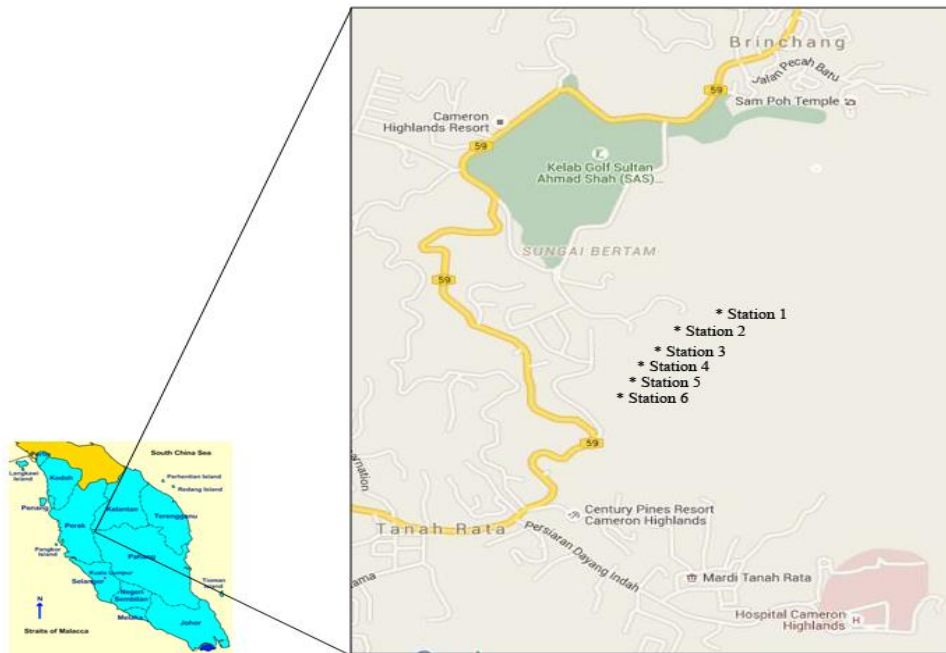 Brinchang
Jalan Pecah Batu
59
Sam Poh Temple
Cameron
Highlands Resort
59
Kelab Golf Sultan
Ahmad Shah (SAS)...
SUNGAI BERTAM
59
* Station 1
* Station 2
* Station 3
* Station 4
* Station 5
* Station 6
59
Century Pines Resort
Cameron Highlands
Tanah Rata
Persiaran Dayang Indah
Mardi Tanah Rata
Hospital Cameron
Highlands
H
South China Sea
Perlis
Langkawi
Island
Kedah
Perhentian Island
Redang Island
Penang
Kelantan
Terengganu
Perak
Pangkor
Island
Pahang
Kuala Lumpur
Selangor
Tioman
Island
Negeri
Sembilan
Melaka
Johor
N
Straits of Malacca